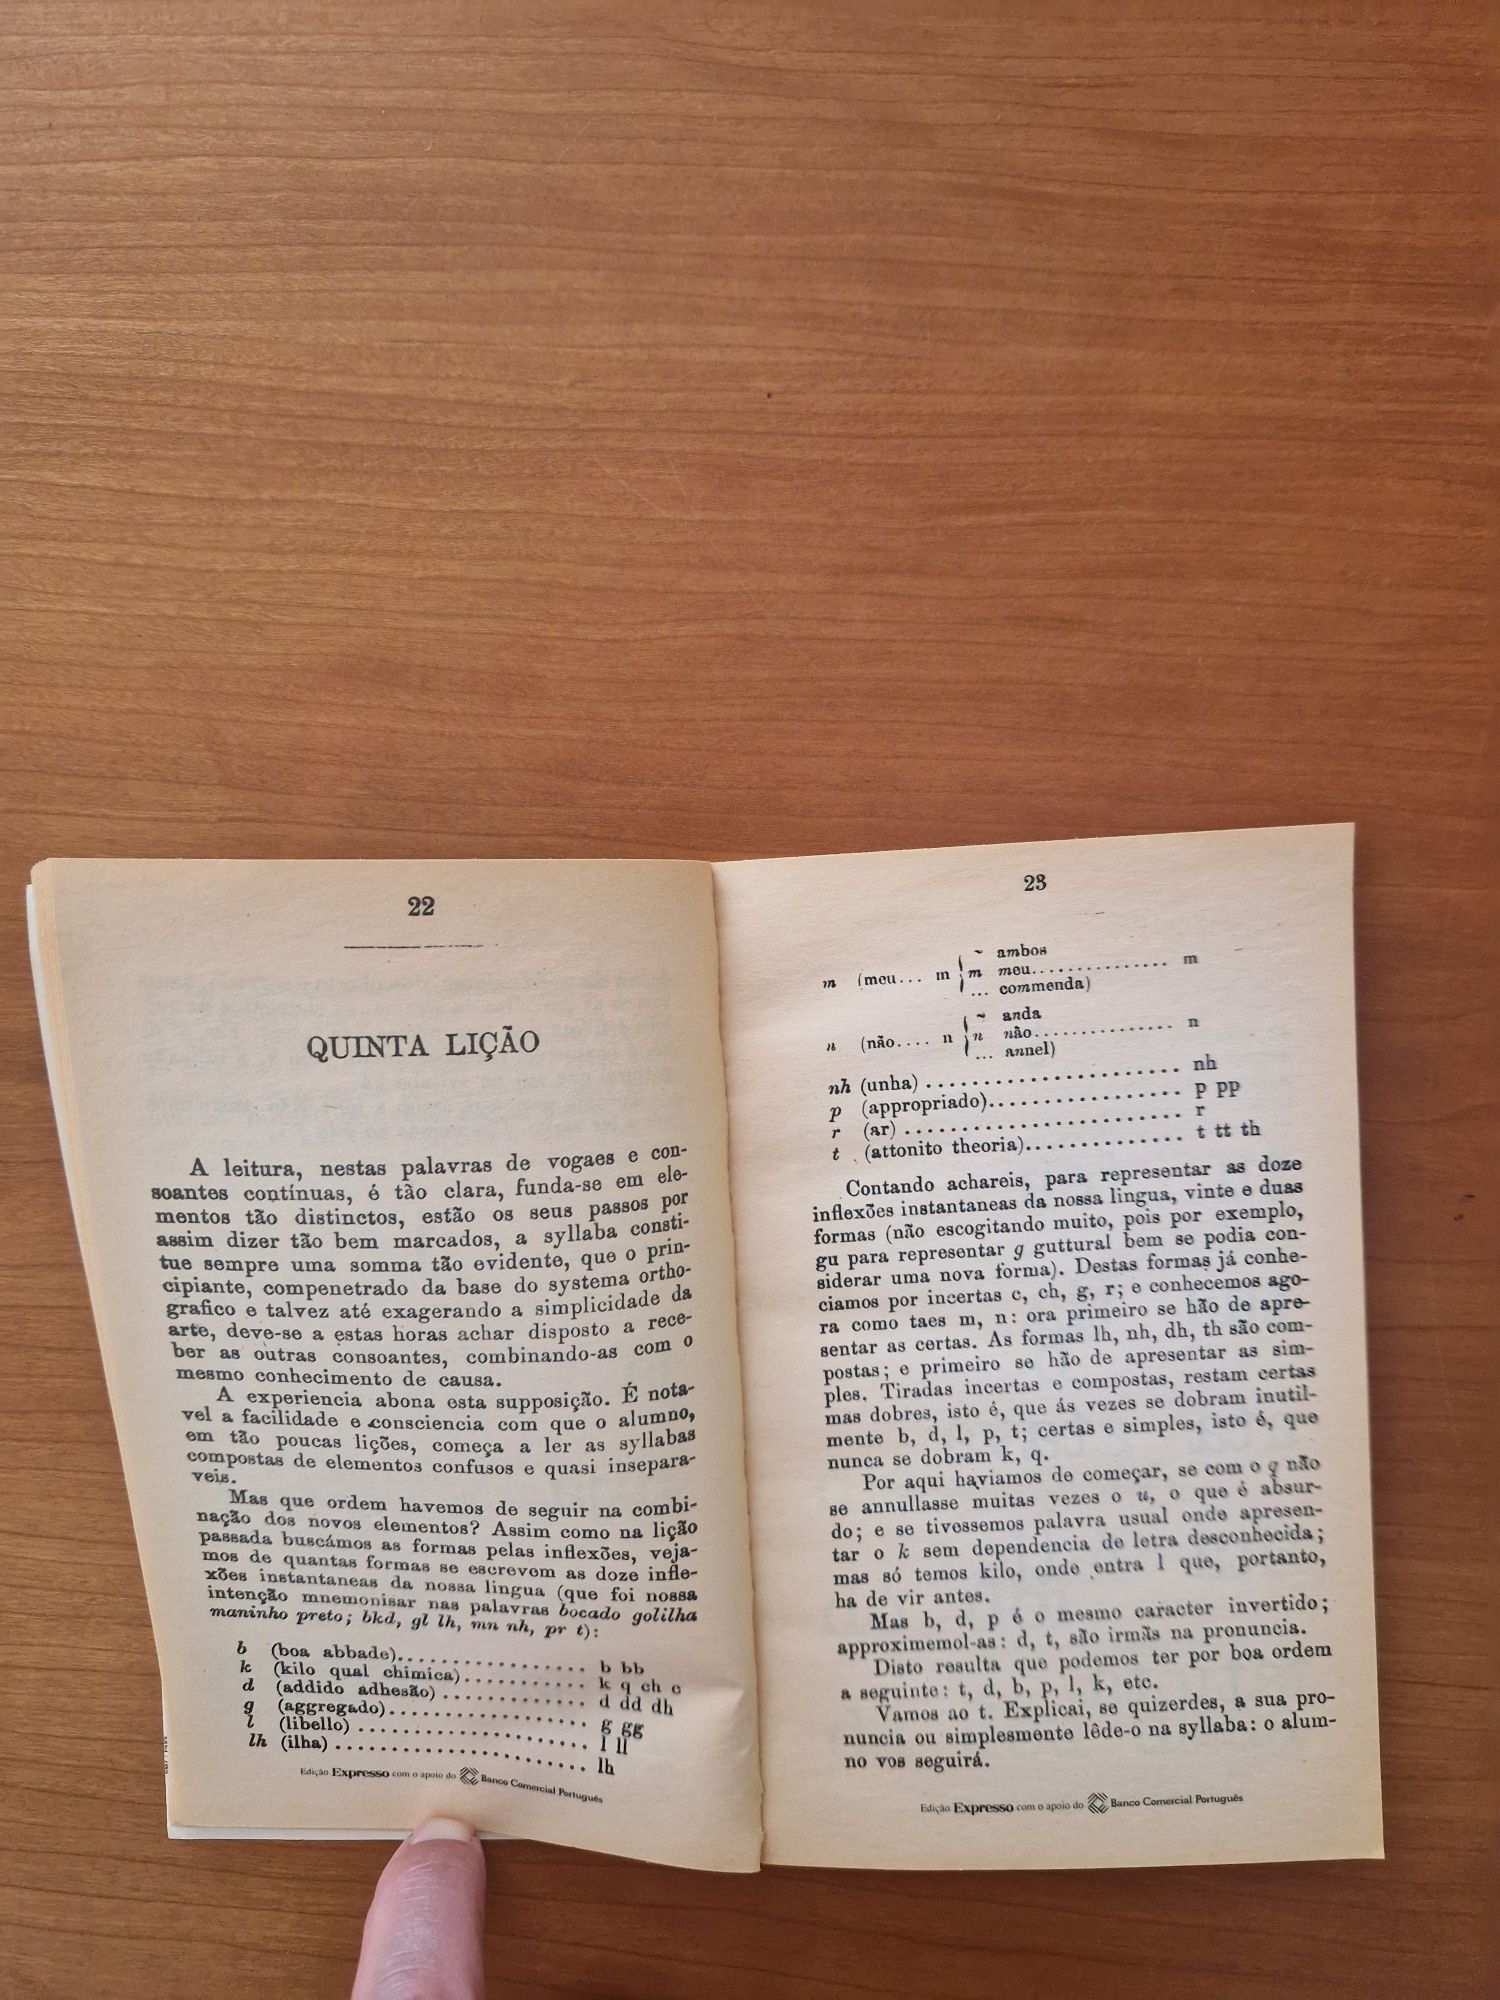 22
QUINTA LIÇÃO
A leitura, nestas palavras de vogaes e con-
soantes contínuas, é tão clara, funda-se em ele-
mentos tão distinctos, estão os seus passos por
assim dizer tão bem marcados, a syllaba consti-
tue sempre uma somma tão evidente, que o prin-
cipiante, compenetrado da base do systema ortho-
grafico e talvez até exagerando a simplicidade da
arte, deve-se a estas horas achar disposto a rece-
ber as outras consoantes, combinando-as com o
mesmo conhecimento de causa.
A experiencia abona esta supposição. É nota-
vel a facilidade e consciencia com que o alumno,
em tão poucas lições, começa a ler as syllabas
compostas de elementos confusos e quasi insepara-
veis.
Mas que ordem havemos de seguir na combi-
nação dos novos elementos? Assim como na lição
passada buscámos as formas pelas inflexões, veja-
mos de quantas formas se escrevem as doze infle-
xões instantaneas da nossa lingua (que foi nossa
intenção mnemonisar nas palavras bocado golilha
maninho preto; bkd, gl lh, mn nh, pr t):
b (boa abbade)................. b bb
k (kilo qual chimica)........... k q ch c
d (addido adhesão)............. d dd dh
g (aggregado).................. g gg
l (libello)..................... l ll
lh (ilha)....................... lh
Edição Expresso com o apoio do Banco Comercial Português
23
~ ambos
m (meu... m { m meu................ m
... commenda)
~ anda
n (não.... n { n não................ n
... annel)
nh (unha)....................... nh
p (appropriado)................. p pp
r (ar).......................... r
t (attonito theoria).............. t tt th
Contando achareis, para representar as doze
inflexões instantaneas da nossa lingua, vinte e duas
formas (não escogitando muito, pois por exemplo,
gu para representar g guttural bem se podia con-
siderar uma nova forma). Destas formas já conhe-
ciamos por incertas c, ch, g, r; e conhecemos ago-
ra como taes m, n: ora primeiro se hão de apre-
sentar as certas. As formas lh, nh, dh, th são com-
postas; e primeiro se hão de apresentar as sim-
ples. Tiradas incertas e compostas, restam certas
mas dobres, isto é, que ás vezes se dobram inutil-
mente b, d, l, p, t; certas e simples, isto é, que
nunca se dobram k, q.
Por aqui haviamos de começar, se com o q não
se annullasse muitas vezes o u, o que é absur-
do; e se tivessemos palavra usual onde apresen-
tar o k sem dependencia de letra desconhecida;
mas só temos kilo, onde entra l que, portanto,
ha de vir antes.
Mas b, d, p é o mesmo caracter invertido;
approximemol-as: d, t, são irmãs na pronuncia.
Disto resulta que podemos ter por boa ordem
a seguinte: t, d, b, p, l, k, etc.
Vamos ao t. Explicai, se quizerdes, a sua pro-
nuncia ou simplesmente lêde-o na syllaba: o alum-
no vos seguirá.
Edição Expresso com o apoio do Banco Comercial Português